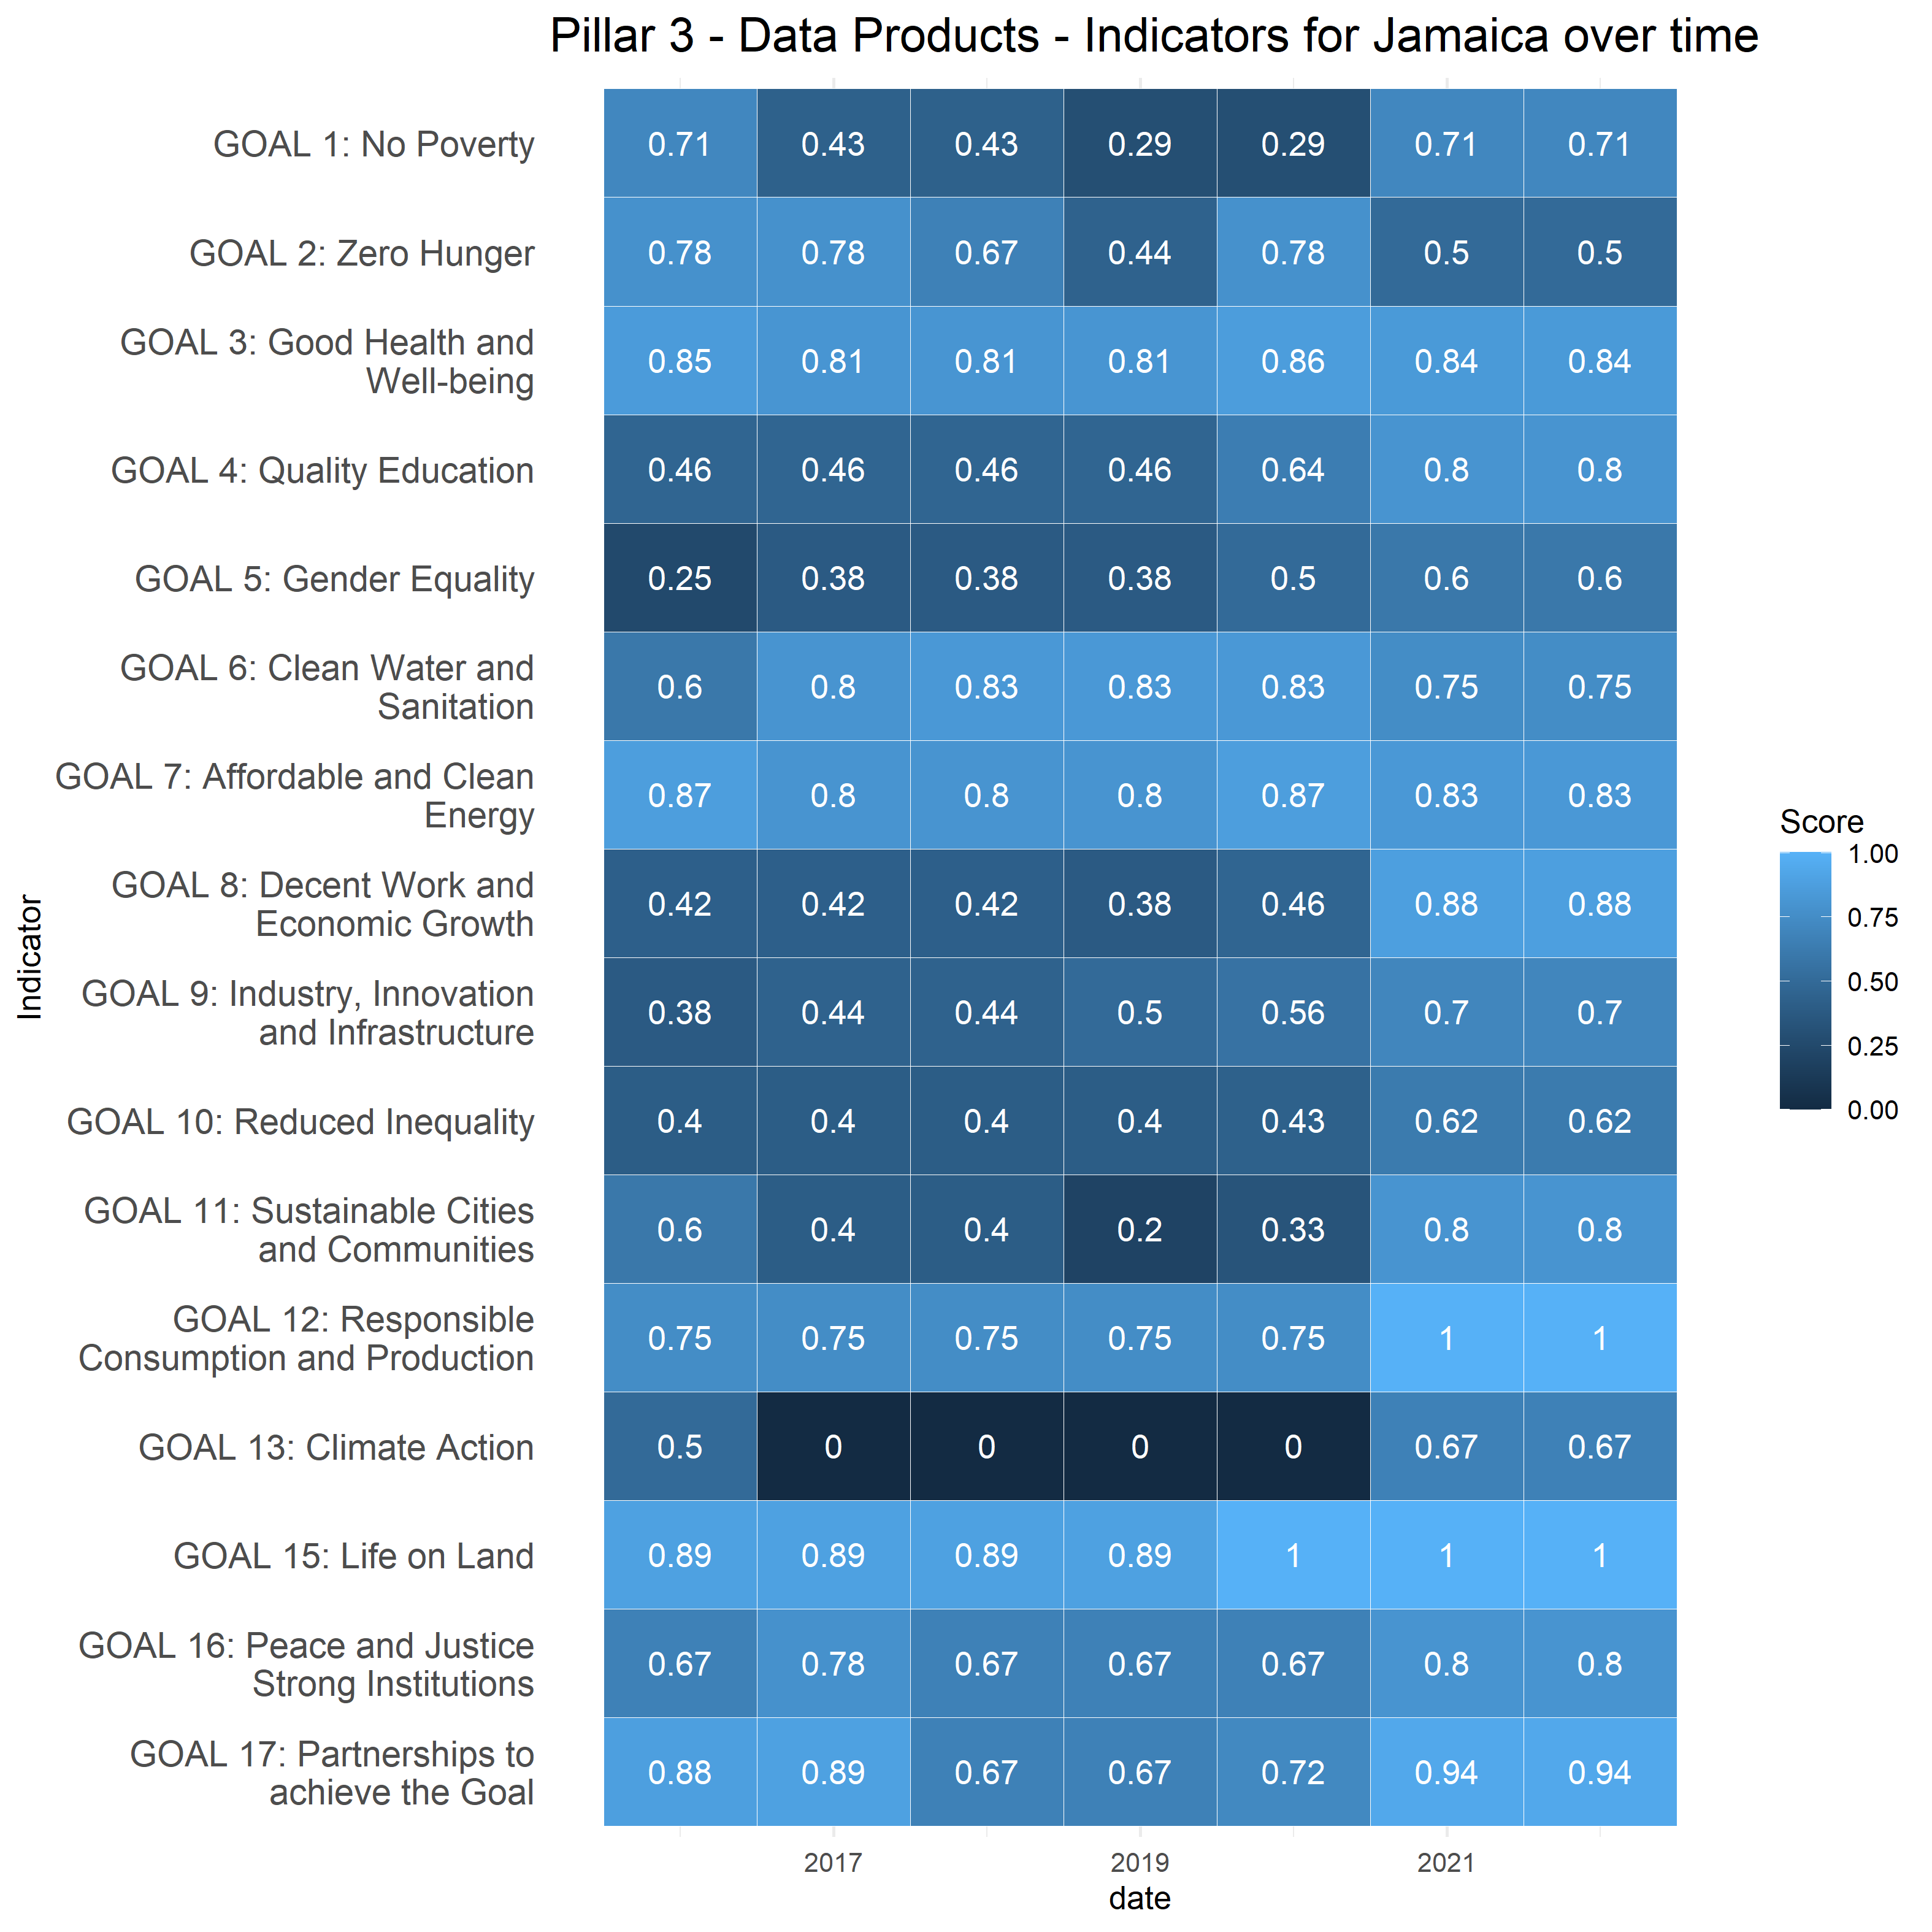 Pillar 3 - Data Products - Indicators for Jamaica over time
GOAL 1: No Poverty 0.71 0.43 0.43 0.29 0.29 0.71 0.71
GOAL 2: Zero Hunger 0.78 0.78 0.67 0.44 0.78 0.5 0.5
GOAL 3: Good Health and
Well-being 0.85 0.81 0.81 0.81 0.86 0.84 0.84
GOAL 4: Quality Education 0.46 0.46 0.46 0.46 0.64 0.8 0.8
GOAL 5: Gender Equality 0.25 0.38 0.38 0.38 0.5 0.6 0.6
GOAL 6: Clean Water and
Sanitation 0.6 0.8 0.83 0.83 0.83 0.75 0.75
GOAL 7: Affordable and Clean
Energy 0.87 0.8 0.8 0.8 0.87 0.83 0.83
GOAL 8: Decent Work and
Economic Growth 0.42 0.42 0.42 0.38 0.46 0.88 0.88
GOAL 9: Industry, Innovation
and Infrastructure 0.38 0.44 0.44 0.5 0.56 0.7 0.7
GOAL 10: Reduced Inequality 0.4 0.4 0.4 0.4 0.43 0.62 0.62
GOAL 11: Sustainable Cities
and Communities 0.6 0.4 0.4 0.2 0.33 0.8 0.8
GOAL 12: Responsible
Consumption and Production 0.75 0.75 0.75 0.75 0.75 1 1
GOAL 13: Climate Action 0.5 0 0 0 0 0.67 0.67
GOAL 15: Life on Land 0.89 0.89 0.89 0.89 1 1 1
GOAL 16: Peace and Justice
Strong Institutions 0.67 0.78 0.67 0.67 0.67 0.8 0.8
GOAL 17: Partnerships to
achieve the Goal 0.88 0.89 0.67 0.67 0.72 0.94 0.94
2017 2019 2021
date
Indicator
Score
1.00
0.75
0.50
0.25
0.00